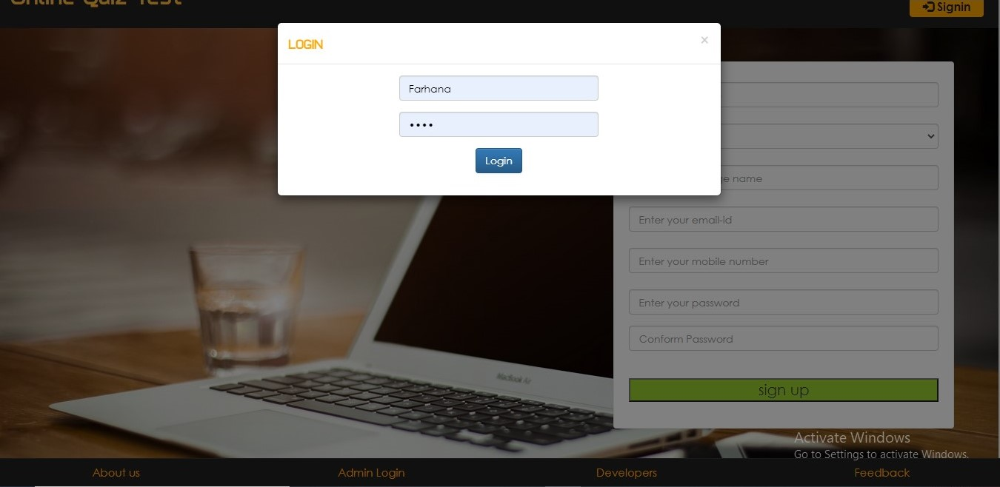 Online Quiz Test
Signin
LOGIN
×
Farhana
••••
Login
name
Enter your email-id
Enter your mobile number
Enter your password
Conform Password
sign up
MacBook Air
Activate Windows
Go to Settings to activate Windows.
About us
Admin Login
Developers
Feedback